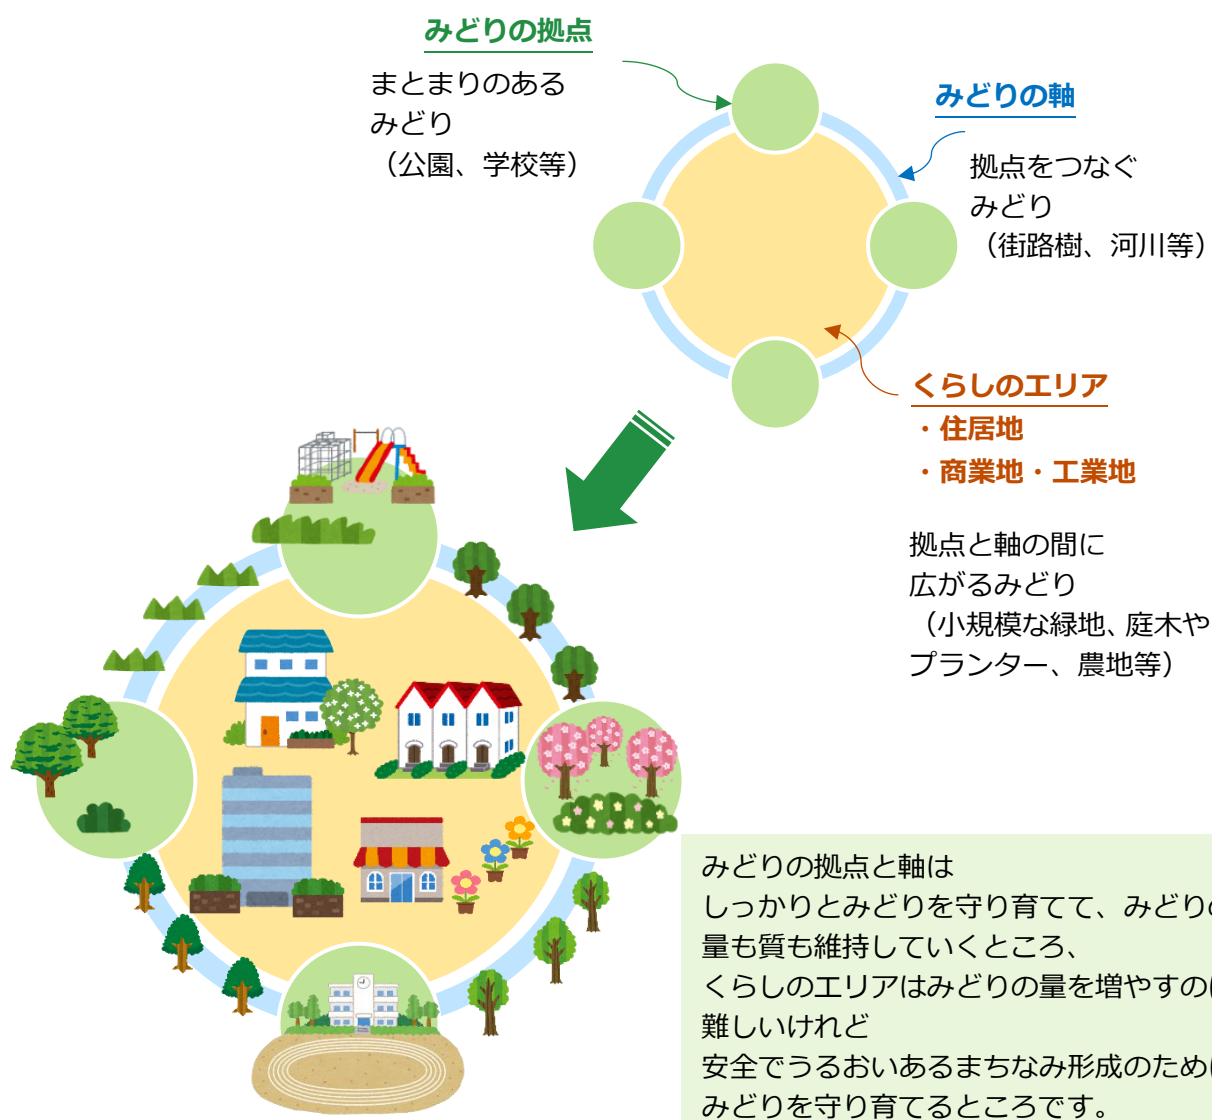 みどりの拠点
まとまりのある
みどり
（公園、学校等）
みどりの軸
拠点をつなぐ
みどり
（街路樹、河川等）
くらしのエリア
・住居地
・商業地・工業地
拠点と軸の間に
広がるみどり
（小規模な緑地、庭木や
プランター、農地等）
みどりの拠点と軸は
しっかりとみどりを守り育てて、みどりの
量も質も維持していくところ、
くらしのエリアはみどりの量を増やすのは
難しいけれど
安全でうるおいあるまちなみ形成のために
みどりを守り育てるところです。